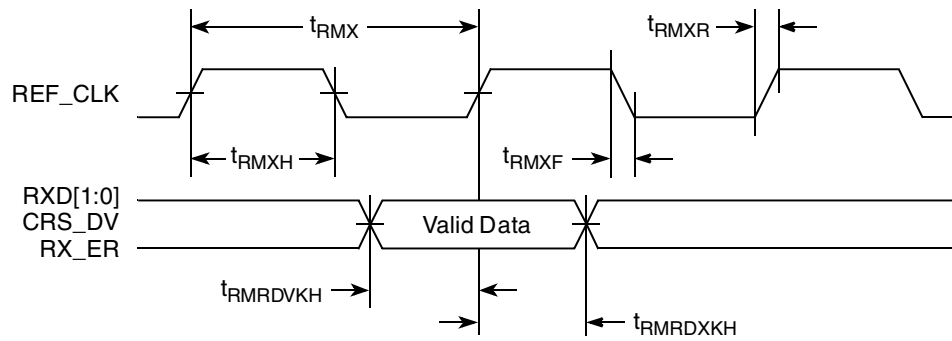 tRMX
tRMXR
REF_CLK
tRMXH
tRMXF
RXD[1:0]
CRS_DV
RX_ER
Valid Data
tRMRDVKH
tRMRDXKH